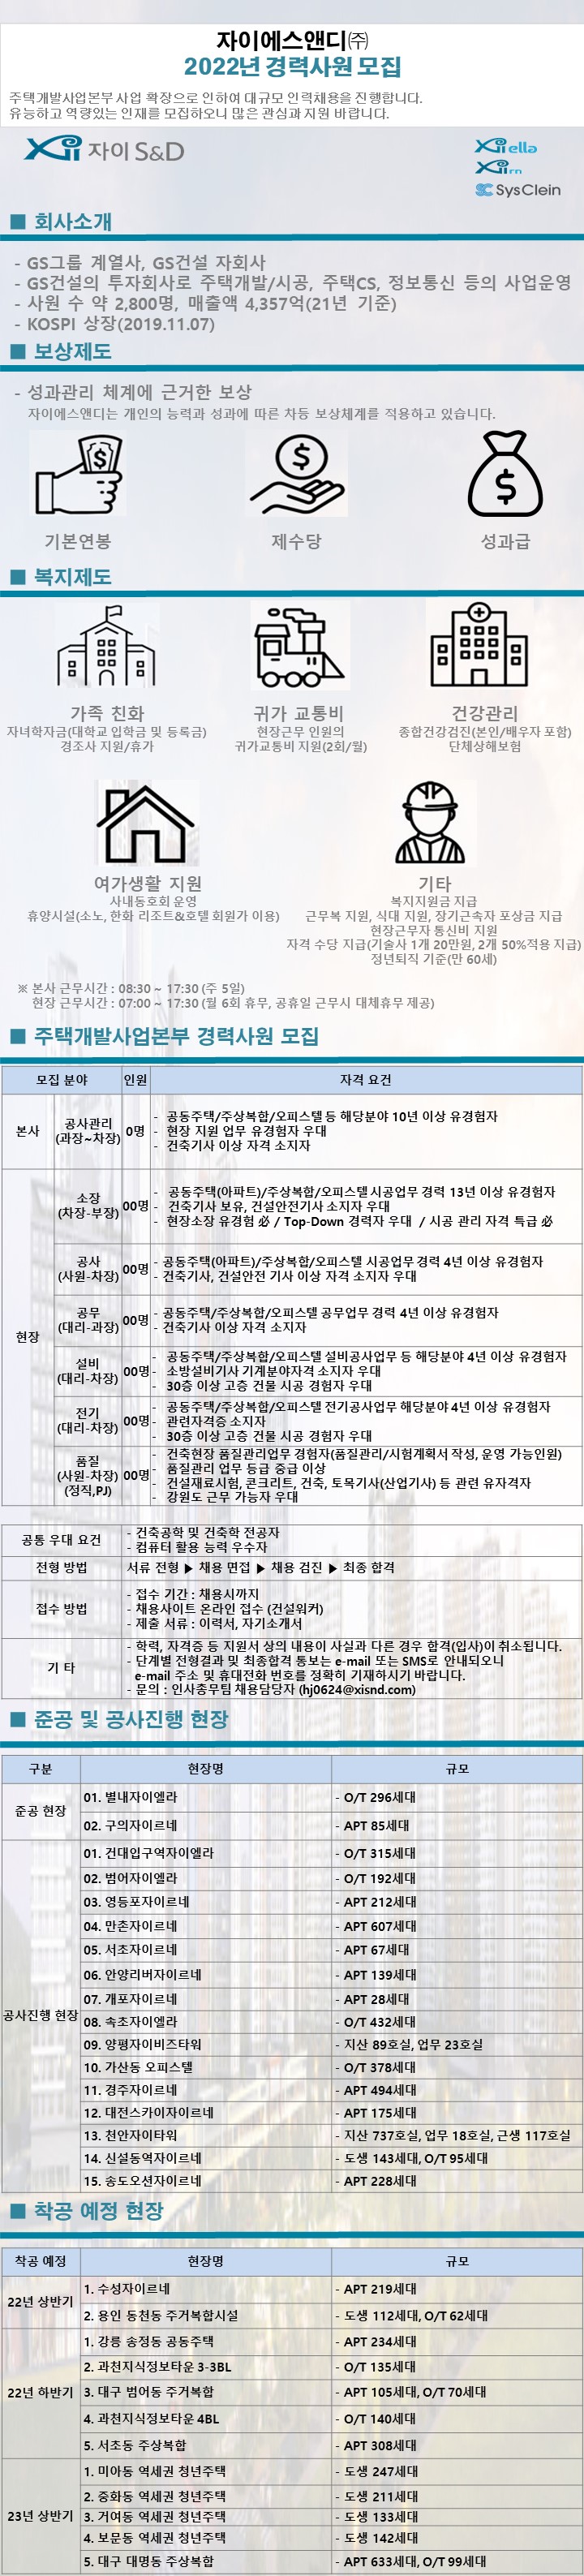 자이에스앤디㈜
2022년 경력사원 모집
주택개발사업본부 사업 확장으로 인하여 대규모 인력채용을 진행합니다.
유능하고 역량있는 인재를 모집하오니 많은 관심과 지원 바랍니다.
Xii 자이 S&D
Xii ella
Xii rn
SysClein
■ 회사소개
- GS그룹 계열사, GS건설 자회사
- GS건설의 투자회사로 주택개발/시공, 주택CS, 정보통신 등의 사업운영
- 사원 수 약 2,800명, 매출액 4,357억(21년 기준)
- KOSPI 상장(2019.11.07)
■ 보상제도
- 성과관리 체계에 근거한 보상
자이에스앤디는 개인의 능력과 성과에 따른 차등 보상체계를 적용하고 있습니다.
기본연봉
제수당
성과급
■ 복지제도
가족 친화
자녀학자금(대학교 입학금 및 등록금)
경조사 지원/휴가
귀가 교통비
현장근무 인원의
귀가교통비 지원(2회/월)
건강관리
종합건강검진(본인/배우자 포함)
단체상해보험
여가생활 지원
사내동호회 운영
휴양시설(소노, 한화 리조트&호텔 회원가 이용)
기타
복지지원금 지급
근무복 지원, 식대 지원, 장기근속자 포상금 지급
현장근무자 통신비 지원
자격 수당 지급(기술사 1개 20만원, 2개 50%적용 지급)
정년퇴직 기준(만 60세)
※ 본사 근무시간 : 08:30 ~ 17:30 (주 5일)
현장 근무시간 : 07:00 ~ 17:30 (월 6회 휴무, 공휴일 근무시 대체휴무 제공)
■ 주택개발사업본부 경력사원 모집
모집 분야 인원 자격 요건
본사
공사관리
(과장~차장)
0명
- 공동주택/주상복합/오피스텔 등 해당분야 10년 이상 유경험자
- 현장 지원 업무 유경험자 우대
- 건축기사 이상 자격 소지자
현장
소장
(차장-부장)
00명
- 공동주택(아파트)/주상복합/오피스텔 시공업무 경력 13년 이상 유경험자
- 건축기사 보유, 건설안전기사 소지자 우대
- 현장소장 유경험 必 / Top-Down 경력자 우대 / 시공 관리 자격 특급 必
공사
(사원-차장)
00명
- 공동주택(아파트)/주상복합/오피스텔 시공업무 경력 4년 이상 유경험자
- 건축기사, 건설안전 기사 이상 자격 소지자 우대
공무
(대리-과장)
00명
- 공동주택/주상복합/오피스텔 공무업무 경력 4년 이상 유경험자
- 건축기사 이상 자격 소지자
설비
(대리-차장)
00명
- 공동주택/주상복합/오피스텔 설비공사업무 등 해당분야 4년 이상 유경험자
- 소방설비기사 기계분야자격 소지자 우대
- 30층 이상 고층 건물 시공 경험자 우대
전기
(대리-차장)
00명
- 공동주택/주상복합/오피스텔 전기공사업무 해당분야 4년 이상 유경험자
- 관련자격증 소지자
- 30층 이상 고층 건물 시공 경험자 우대
품질
(사원-차장)
(정직,PJ)
00명
- 건축현장 품질관리업무 경험자(품질관리/시험계획서 작성, 운영 가능인원)
- 품질관리 업무 등급 중급 이상
- 건설재료시험, 콘크리트, 건축, 토목기사(산업기사) 등 관련 유자격자
- 강원도 근무 가능자 우대
공통 우대 요건
- 건축공학 및 건축학 전공자
- 컴퓨터 활용 능력 우수자
전형 방법
서류 전형 ▶ 채용 면접 ▶ 채용 검진 ▶ 최종 합격
접수 방법
- 접수 기간 : 채용시까지
- 채용사이트 온라인 접수 (건설워커)
- 제출 서류 : 이력서, 자기소개서
기 타
- 학력, 자격증 등 지원서 상의 내용이 사실과 다른 경우 합격(입사)이 취소됩니다.
- 단계별 전형결과 및 최종합격 통보는 e-mail 또는 SMS로 안내되오니
e-mail 주소 및 휴대전화 번호를 정확히 기재하시기 바랍니다.
- 문의 : 인사총무팀 채용담당자 (hj0624@xisnd.com)
■ 준공 및 공사진행 현장
구분 현장명 규모
준공 현장
01. 별내자이엘라 - O/T 296세대
02. 구의자이르네 - APT 85세대
공사진행 현장
01. 건대입구역자이엘라 - O/T 315세대
02. 범어자이엘라 - O/T 192세대
03. 영등포자이르네 - APT 212세대
04. 만촌자이르네 - APT 607세대
05. 서초자이르네 - APT 67세대
06. 안양리버자이르네 - APT 139세대
07. 개포자이르네 - APT 28세대
08. 속초자이엘라 - O/T 432세대
09. 양평자이비즈타워 - 지산 89호실, 업무 23호실
10. 가산동 오피스텔 - O/T 378세대
11. 경주자이르네 - APT 494세대
12. 대전스카이자이르네 - APT 175세대
13. 천안자이타워 - 지산 737호실, 업무 18호실, 근생 117호실
14. 신설동역자이르네 - 도생 143세대, O/T 95세대
15. 송도오션자이르네 - APT 228세대
■ 착공 예정 현장
착공 예정 현장명 규모
22년 상반기
1. 수성자이르네 - APT 219세대
2. 용인 동천동 주거복합시설 - 도생 112세대, O/T 62세대
22년 하반기
1. 강릉 송정동 공동주택 - APT 234세대
2. 과천지식정보타운 3-3BL - O/T 135세대
3. 대구 범어동 주거복합 - APT 105세대, O/T 70세대
4. 과천지식정보타운 4BL - O/T 140세대
5. 서초동 주상복합 - APT 308세대
23년 상반기
1. 미아동 역세권 청년주택 - 도생 247세대
2. 중화동 역세권 청년주택 - 도생 211세대
3. 거여동 역세권 청년주택 - 도생 133세대
4. 보문동 역세권 청년주택 - 도생 142세대
5. 대구 대명동 주상복합 - APT 633세대, O/T 99세대